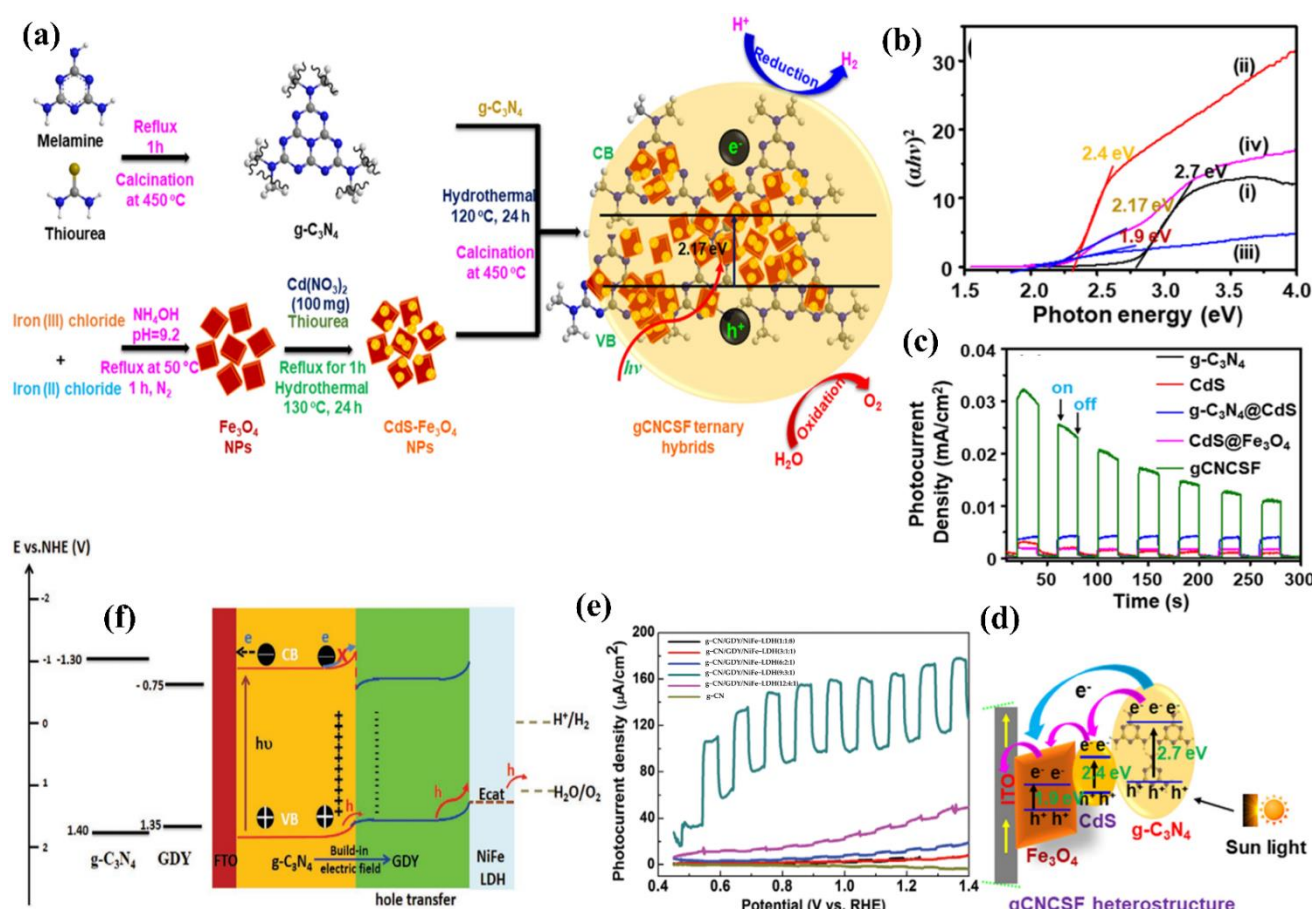 (a)
Melamine
Thiourea
Reflux
1h
Calcination
at 450 °C
g-C₃N₄
Iron (III) chloride
+
Iron (II) chloride
NH₄OH
pH=9.2
Reflux at 50 °C
1 h, N₂
Fe₃O₄
NPs
Cd(NO₃)₂
(100 mg)
Thiourea
Reflux for 1h
Hydrothermal
130 °C, 24 h
CdS-Fe₃O₄
NPs
g-C₃N₄
Hydrothermal
120 °C, 24 h
Calcination
at 450 °C
H⁺
Reduction
H₂
CB
e⁻
2.17 eV
VB
h⁺
hν
gCNCSF ternary
hybrids
H₂O
Oxidation
O₂
(b)
(αhν)²
30
20
10
0
2.4 eV
2.17 eV
1.9 eV
2.7 eV
(ii)
(iv)
(i)
(iii)
1.5 2.0 2.5 3.0 3.5 4.0
Photon energy (eV)
(c)
Photocurrent
Density (mA/cm²)
0.04
0.03
0.02
0.01
0
on
off
g-C₃N₄
CdS
g-C₃N₄@CdS
CdS@Fe₃O₄
gCNCSF
50 100 150 200 250 300
Time (s)
E vs.NHE (V)
-2
-1
0
1
2
-1.30
-0.75
1.40
1.35
g-C₃N₄
GDY
(f)
e
CB
e
X
hυ
VB
h
h
h
Ecat
FTO
g-C₃N₄
Build-in
electric field
GDY
NiFe
LDH
hole transfer
H⁺/H₂
H₂O/O₂
(e)
Photocurrent density (μA/cm²)
200
160
120
80
40
0
g-CN/GDY/NiFe-LDH(1:1:0)
g-CN/GDY/NiFe-LDH(3:1:1)
g-CN/GDY/NiFe-LDH(6:2:1)
g-CN/GDY/NiFe-LDH(9:3:1)
g-CN/GDY/NiFe-LDH(12:4:1)
g-CN
0.4 0.6 0.8 1.0 1.2 1.4
Potential (V vs. RHE)
(d)
e⁻
e⁻ e⁻ e⁻
2.7 eV
h⁺ h⁺ h⁺
g-C₃N₄
e⁻ e⁻
2.4 eV
h⁺ h⁺
CdS
e⁻ e⁻
1.9 eV
h⁺ h⁺
Fe₃O₄
ITO
Sun light
gCNCSF heterostructure